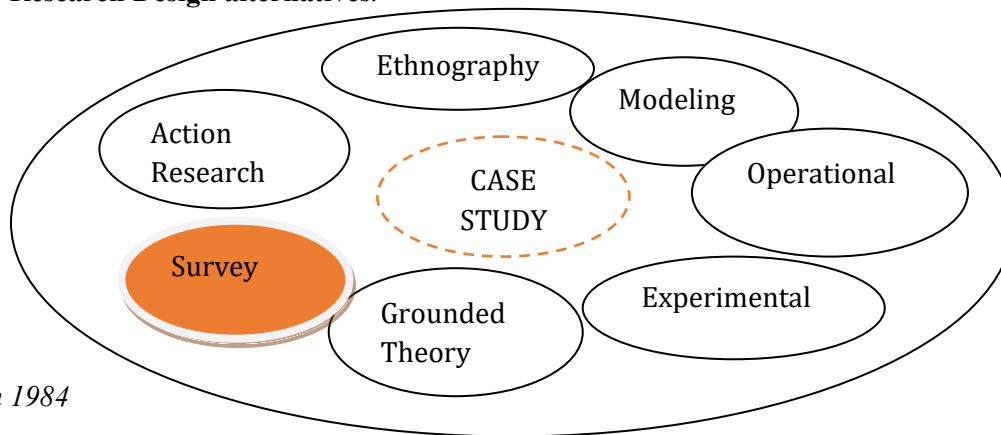 Research Design alternatives.
Ethnography
Modeling
Action
Research
CASE
STUDY
Operational
Survey
Grounded
Theory
Experimental
1984